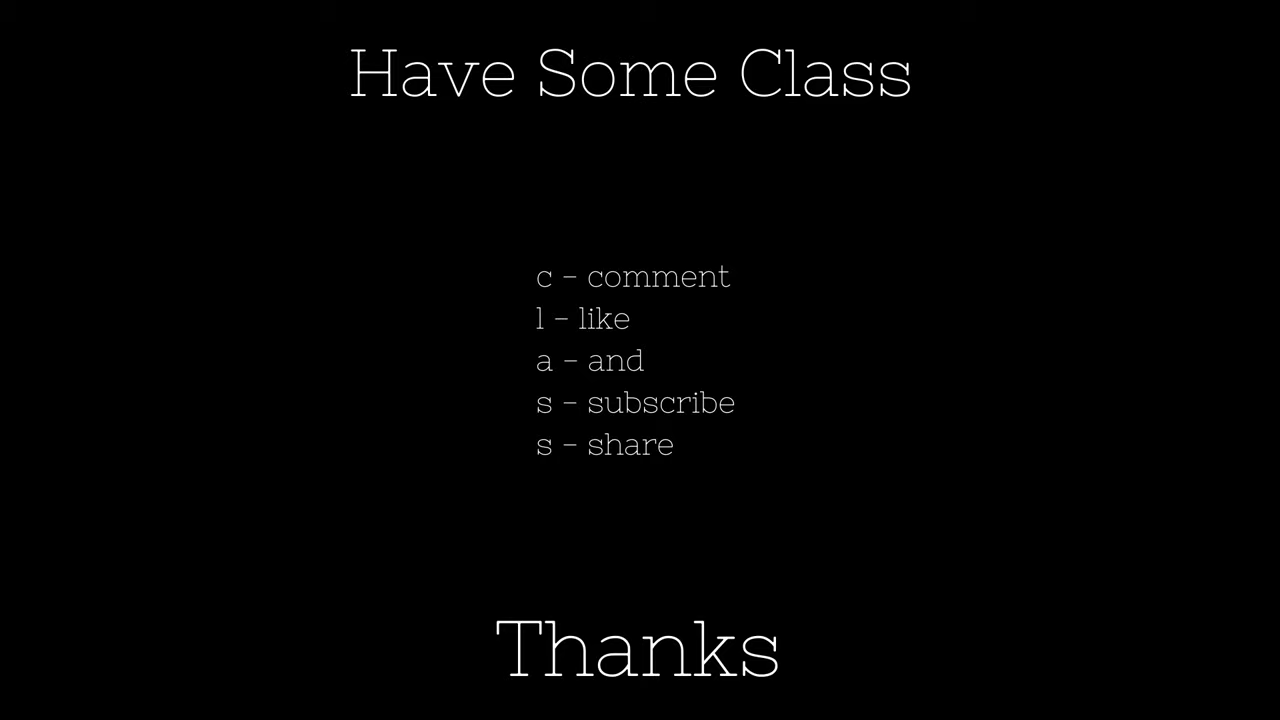 Have Some Class
c - comment
l - like
a - and
s - subscribe
s - share
Thanks